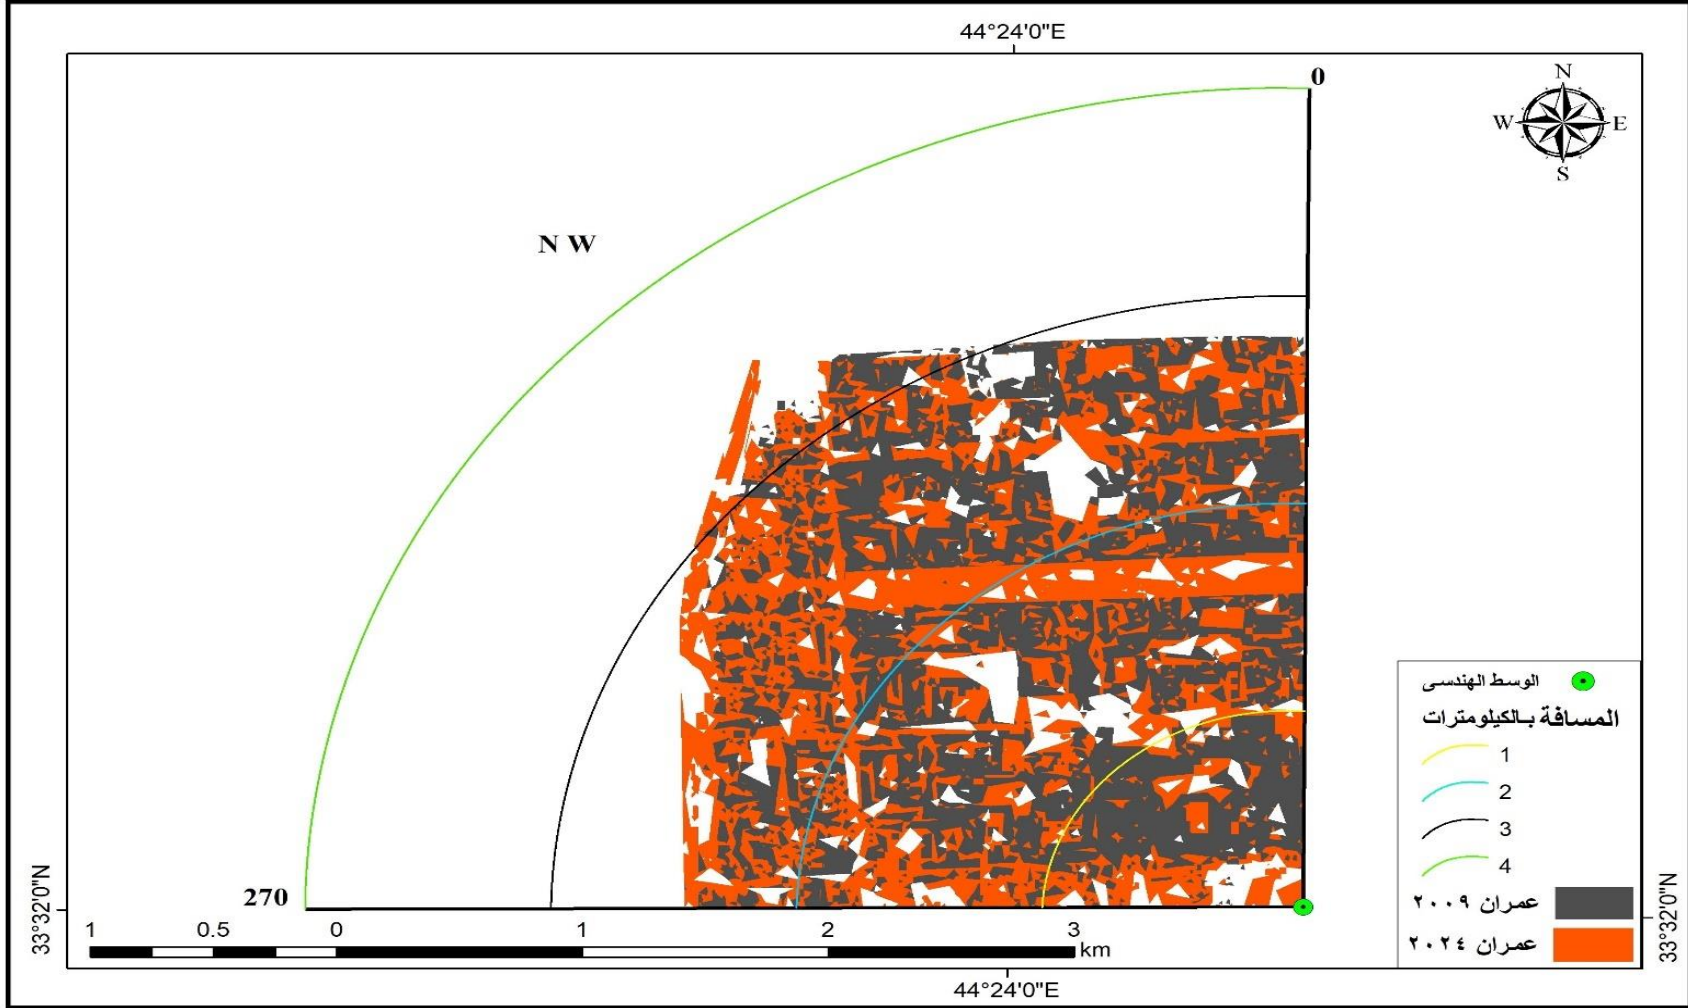 44°24'0"E
0
N
W E
S
N W
الوسط الهندسى
المسافة بالكيلومترات
1
2
3
4
عمران ٢٠٠٩
عمران ٢٠٢٤
270
33°32'0"N
33°32'0"N
1 0.5 0 1 2 3 km
44°24'0"E